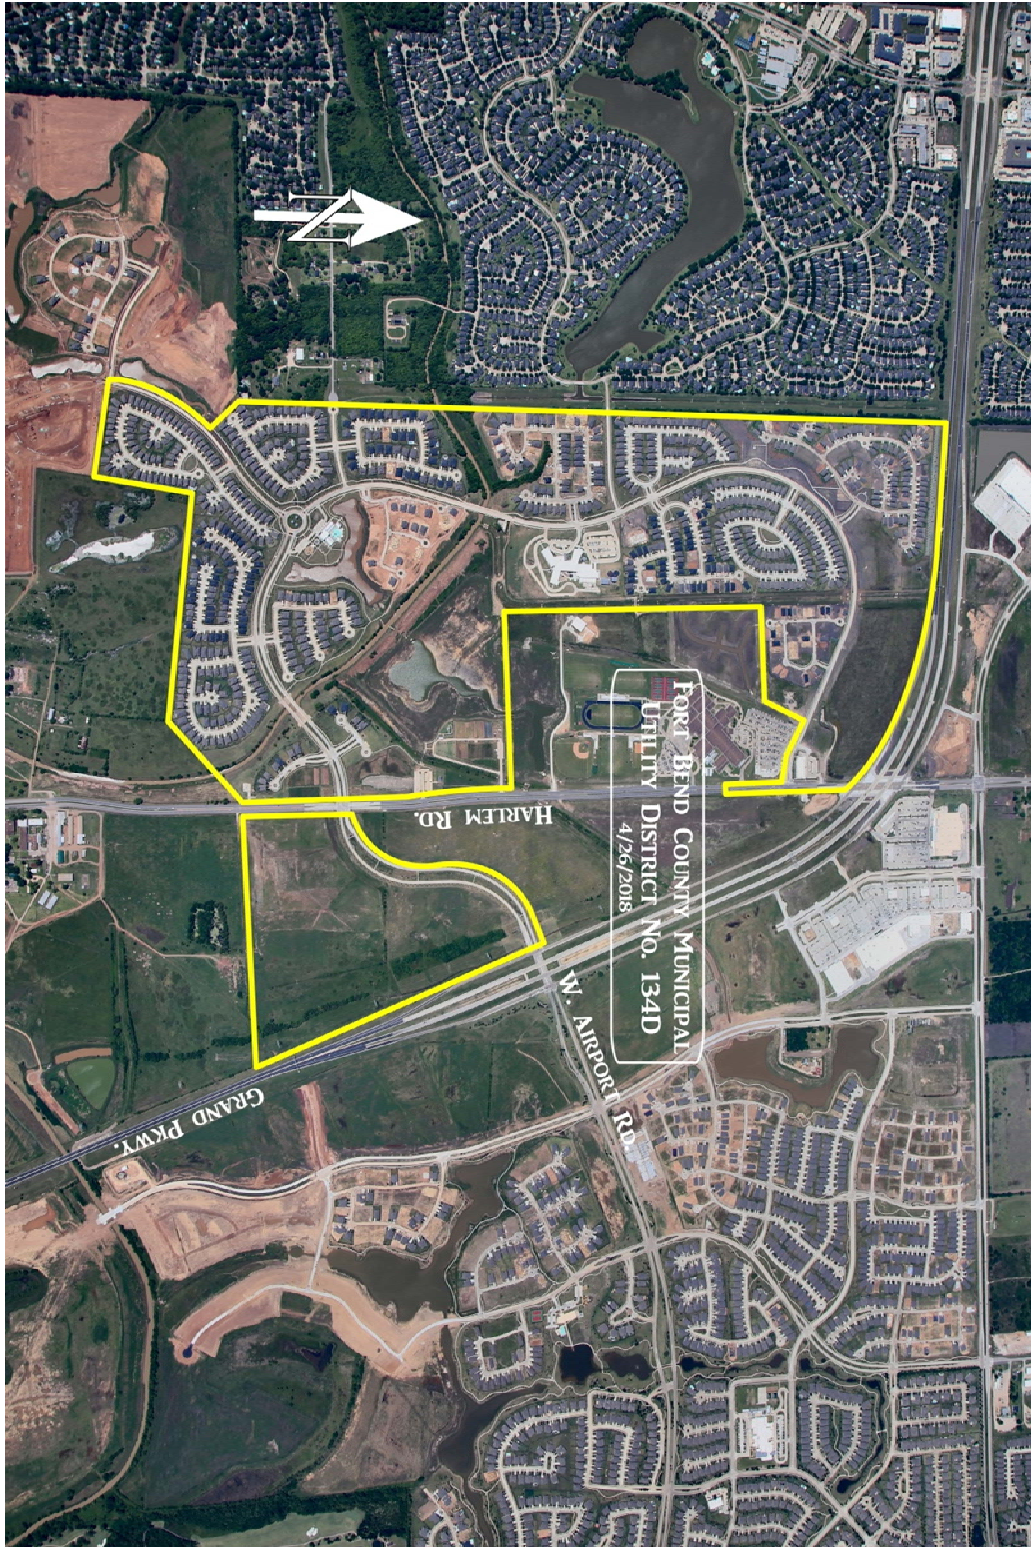 N
FORT BEND COUNTY MUNICIPAL
UTILITY DISTRICT NO. 134D
4/26/2018
HARLEM RD.
W. AIRPORT RD.
GRAND PKWY.